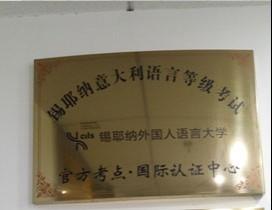 锡耶纳意大利语言等级考试
cils 锡耶纳外国人语言大学
官方考点·国际认证中心